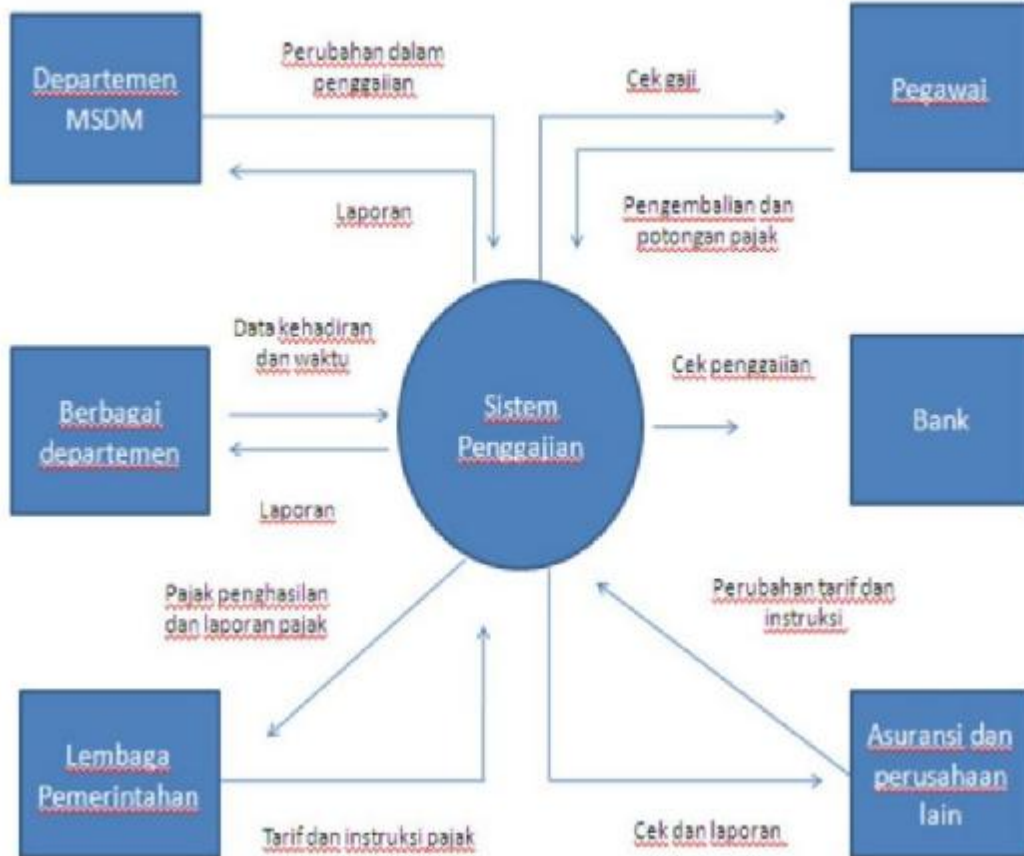 Departemen
MSDM
Perubahan dalam
penggajian
Cek gaji
Pegawai
Laporan
Pengembalian dan
potongan pajak
Data kehadiran
dan waktu
Berbagai
departemen
Sistem
Penggajian
Cek penggajian
Bank
Laporan
Pajak penghasilan
dan laporan pajak
Perubahan tarif dan
instruksi
Lembaga
Pemerintahan
Asuransi dan
perusahaan
lain
Tarif dan instruksi pajak
Cek dan laporan